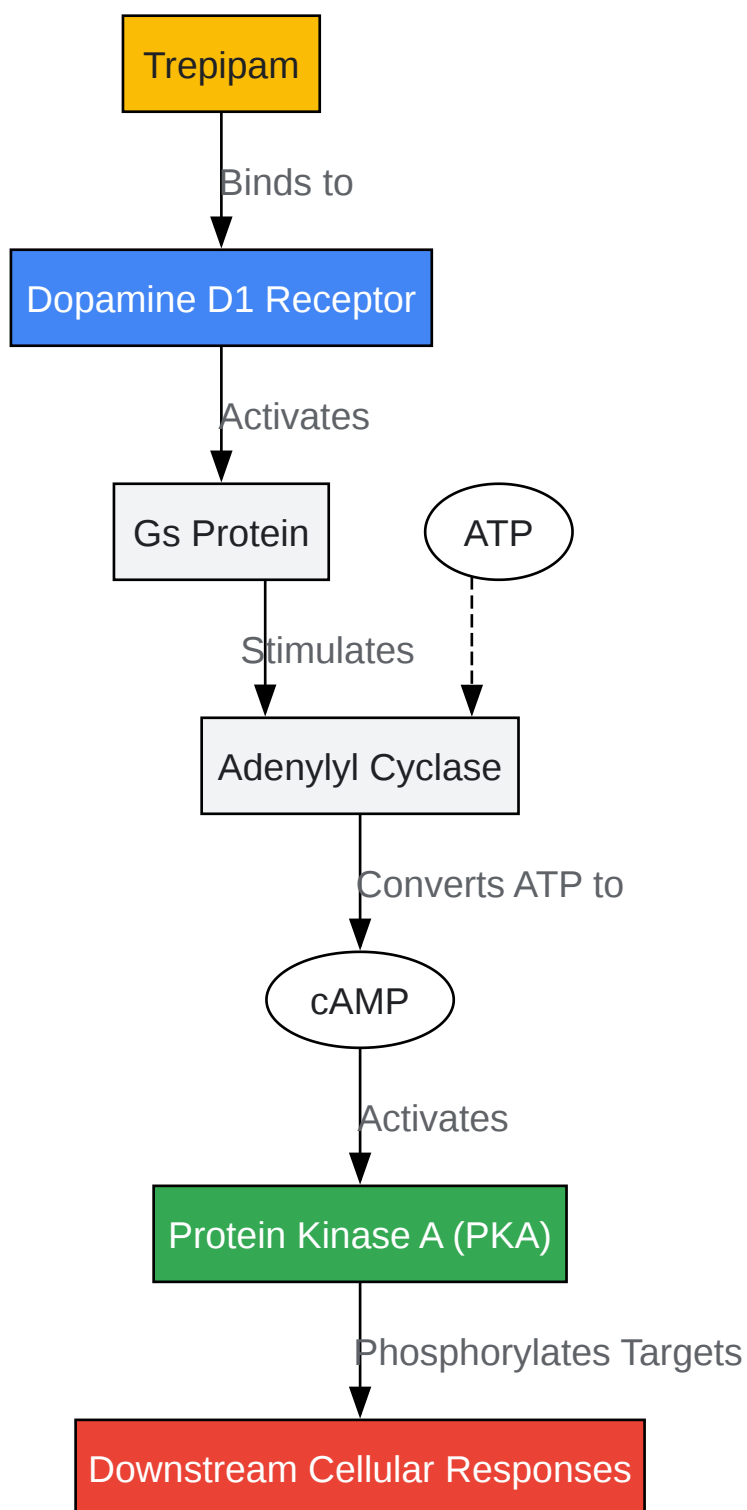 Trepipam
Binds to
Dopamine D1 Receptor
Activates
Gs Protein
ATP
Stimulates
Adenylyl Cyclase
Converts ATP to
cAMP
Activates
Protein Kinase A (PKA)
Phosphorylates Targets
Downstream Cellular Responses